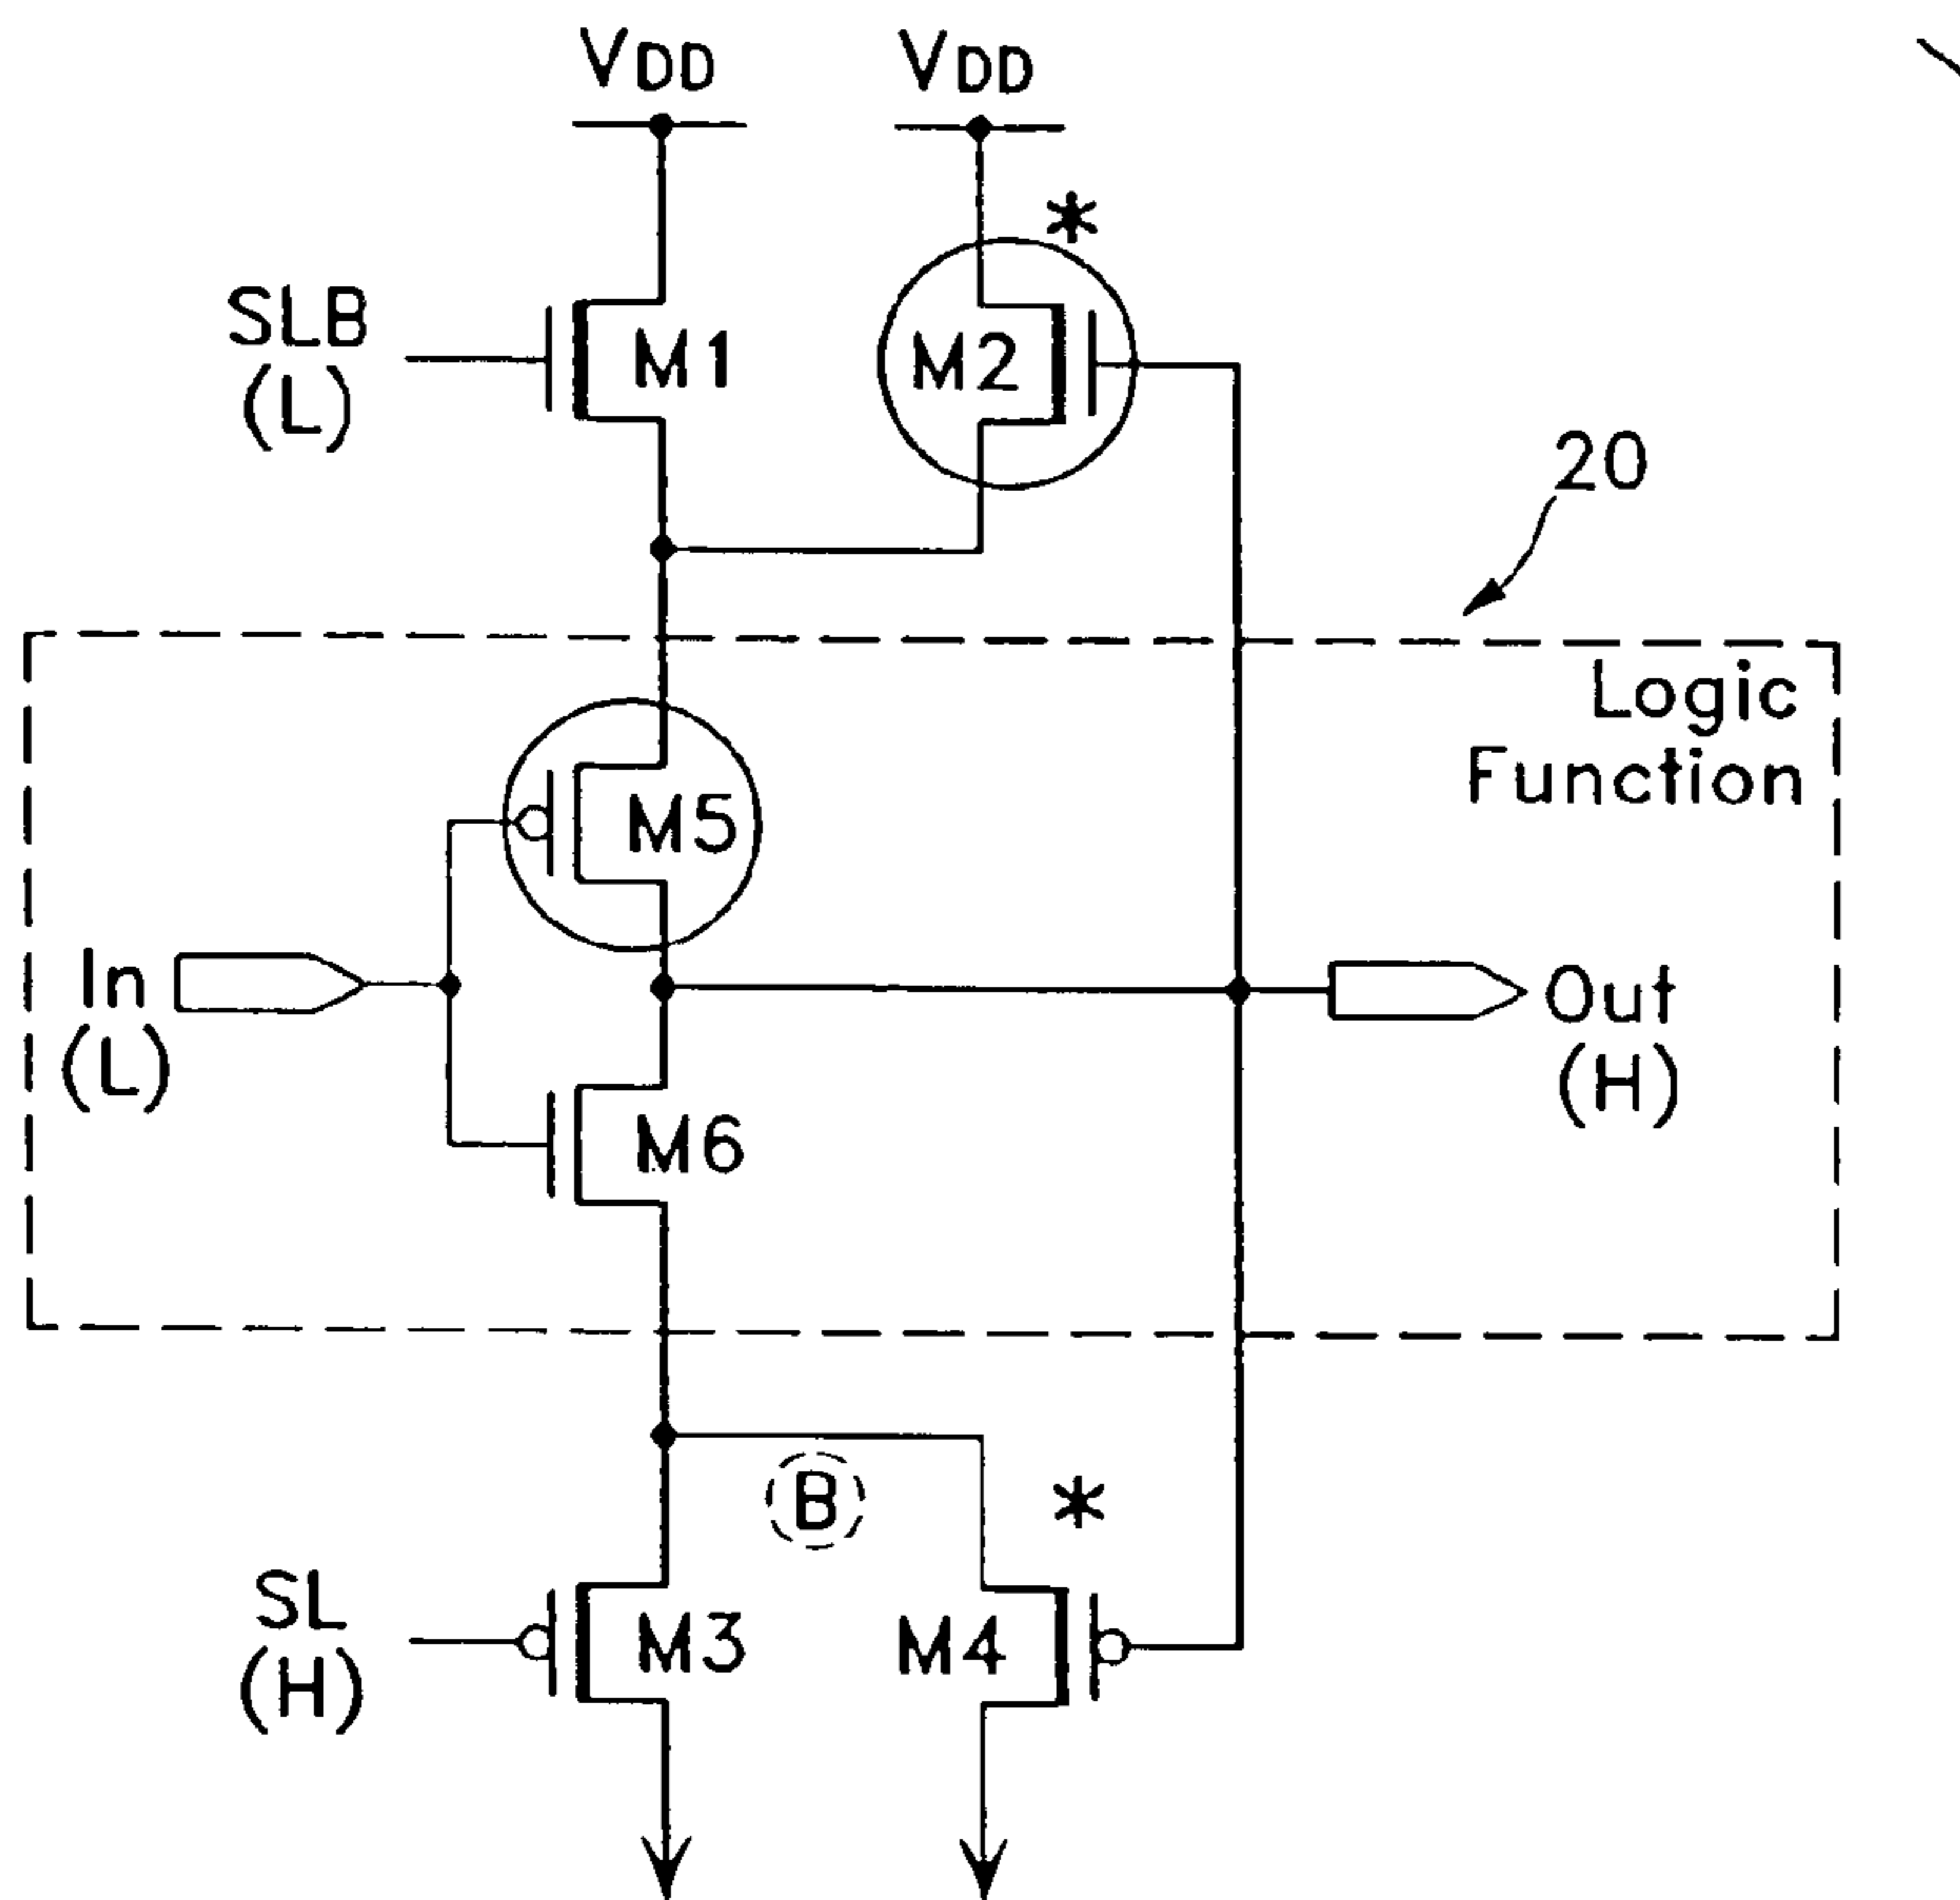 VDD
VDD
*
SLB
(L)
M1
M2
20
Logic
Function
M5
In
(L)
Out
(H)
M6
B
*
SL
(H)
M3
M4